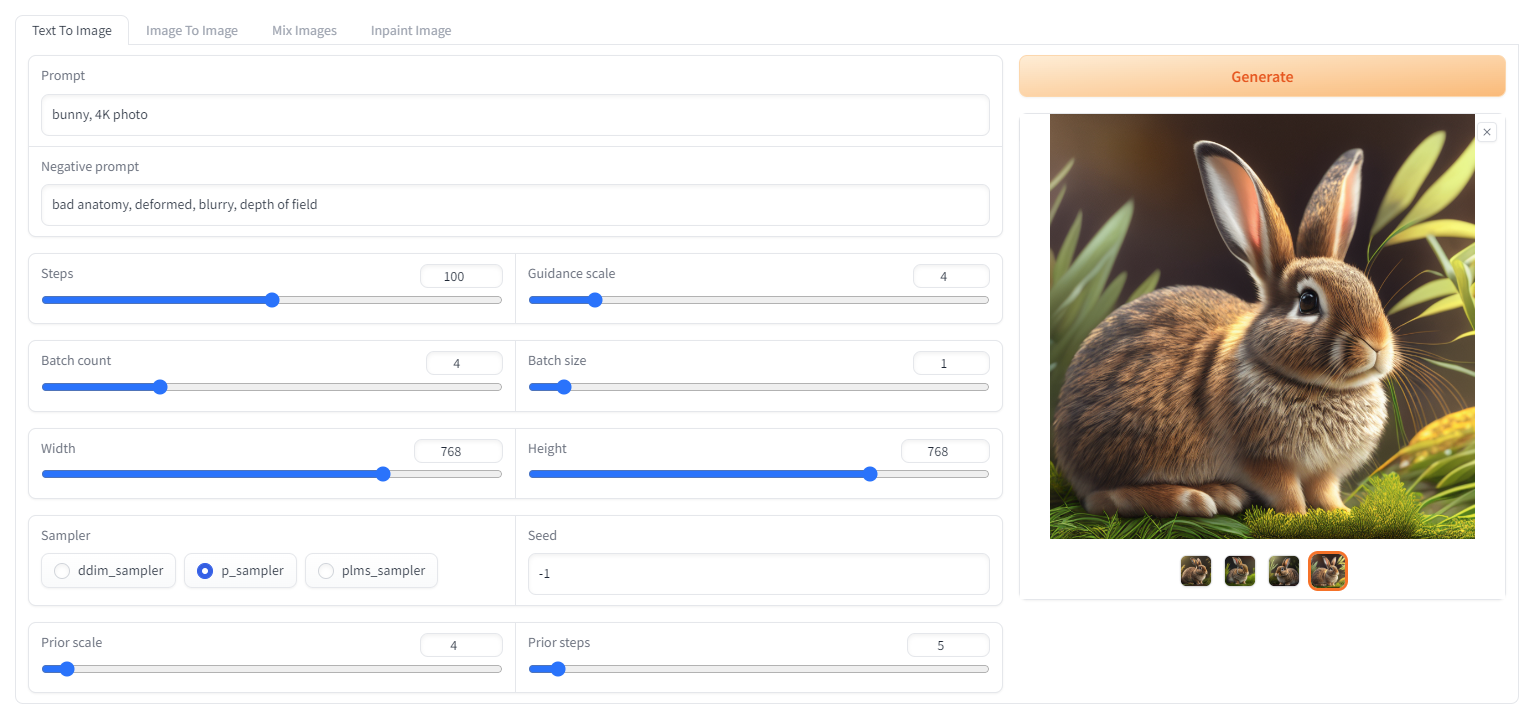 Text To Image
Image To Image
Mix Images
Inpaint Image
Prompt
bunny, 4K photo
Negative prompt
bad anatomy, deformed, blurry, depth of field
Steps
100
Guidance scale
4
Batch count
4
Batch size
1
Width
768
Height
768
Sampler
ddim_sampler
p_sampler
plms_sampler
Seed
-1
Prior scale
4
Prior steps
5
Generate